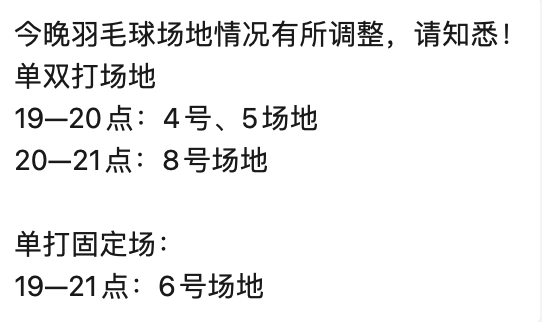 今晚羽毛球场地情况有所调整，请知悉！
单双打场地
19—20点：4号、5场地
20—21点：8号场地
单打固定场：
19—21点：6号场地